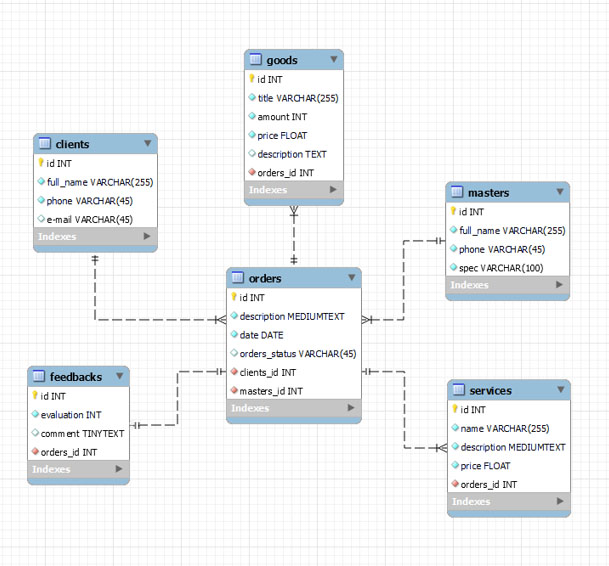 goods
id INT
title VARCHAR(255)
amount INT
price FLOAT
description TEXT
orders_id INT
Indexes
clients
id INT
full_name VARCHAR(255)
phone VARCHAR(45)
e-mail VARCHAR(45)
Indexes
masters
id INT
full_name VARCHAR(255)
phone VARCHAR(45)
spec VARCHAR(100)
Indexes
orders
id INT
description MEDIUMTEXT
date DATE
orders_status VARCHAR(45)
clients_id INT
masters_id INT
Indexes
feedbacks
id INT
evaluation INT
comment TINYTEXT
orders_id INT
Indexes
services
id INT
name VARCHAR(255)
description MEDIUMTEXT
price FLOAT
orders_id INT
Indexes